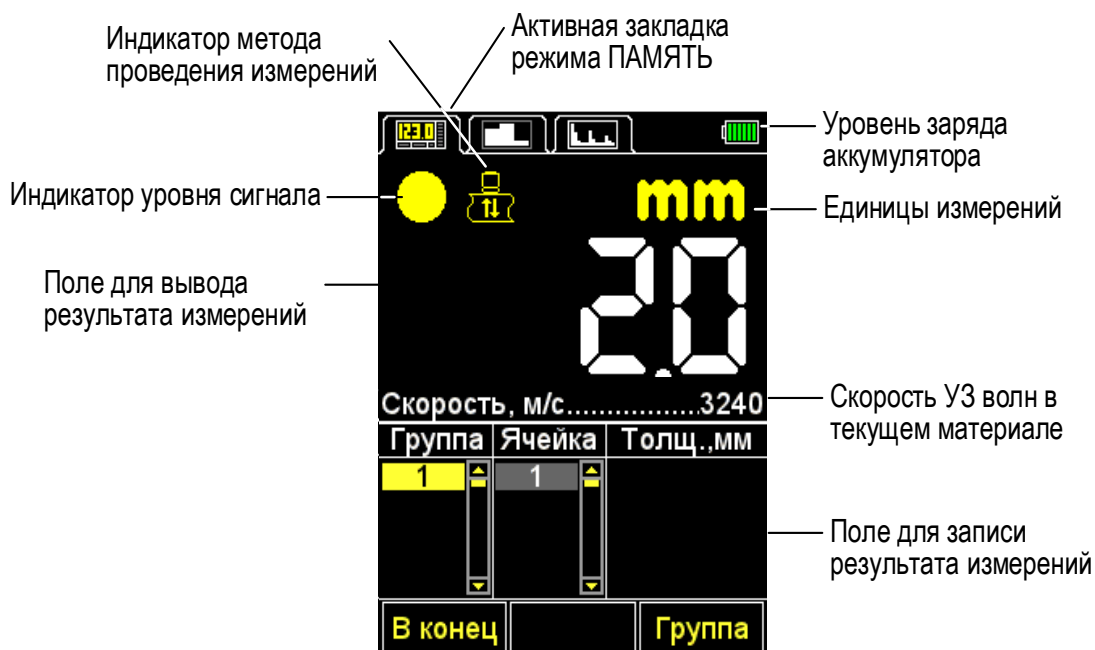 Индикатор метода
проведения измерений
Активная закладка
режима ПАМЯТЬ
123.0
Уровень заряда
аккумулятора
Индикатор уровня сигнала
mm
Единицы измерений
Поле для вывода
результата измерений
2.0
Скорость, м/с..................3240
Скорость УЗ волн в
текущем материале
Группа Ячейка Толщ.,мм
1 1
Поле для записи
результата измерений
В конец Группа